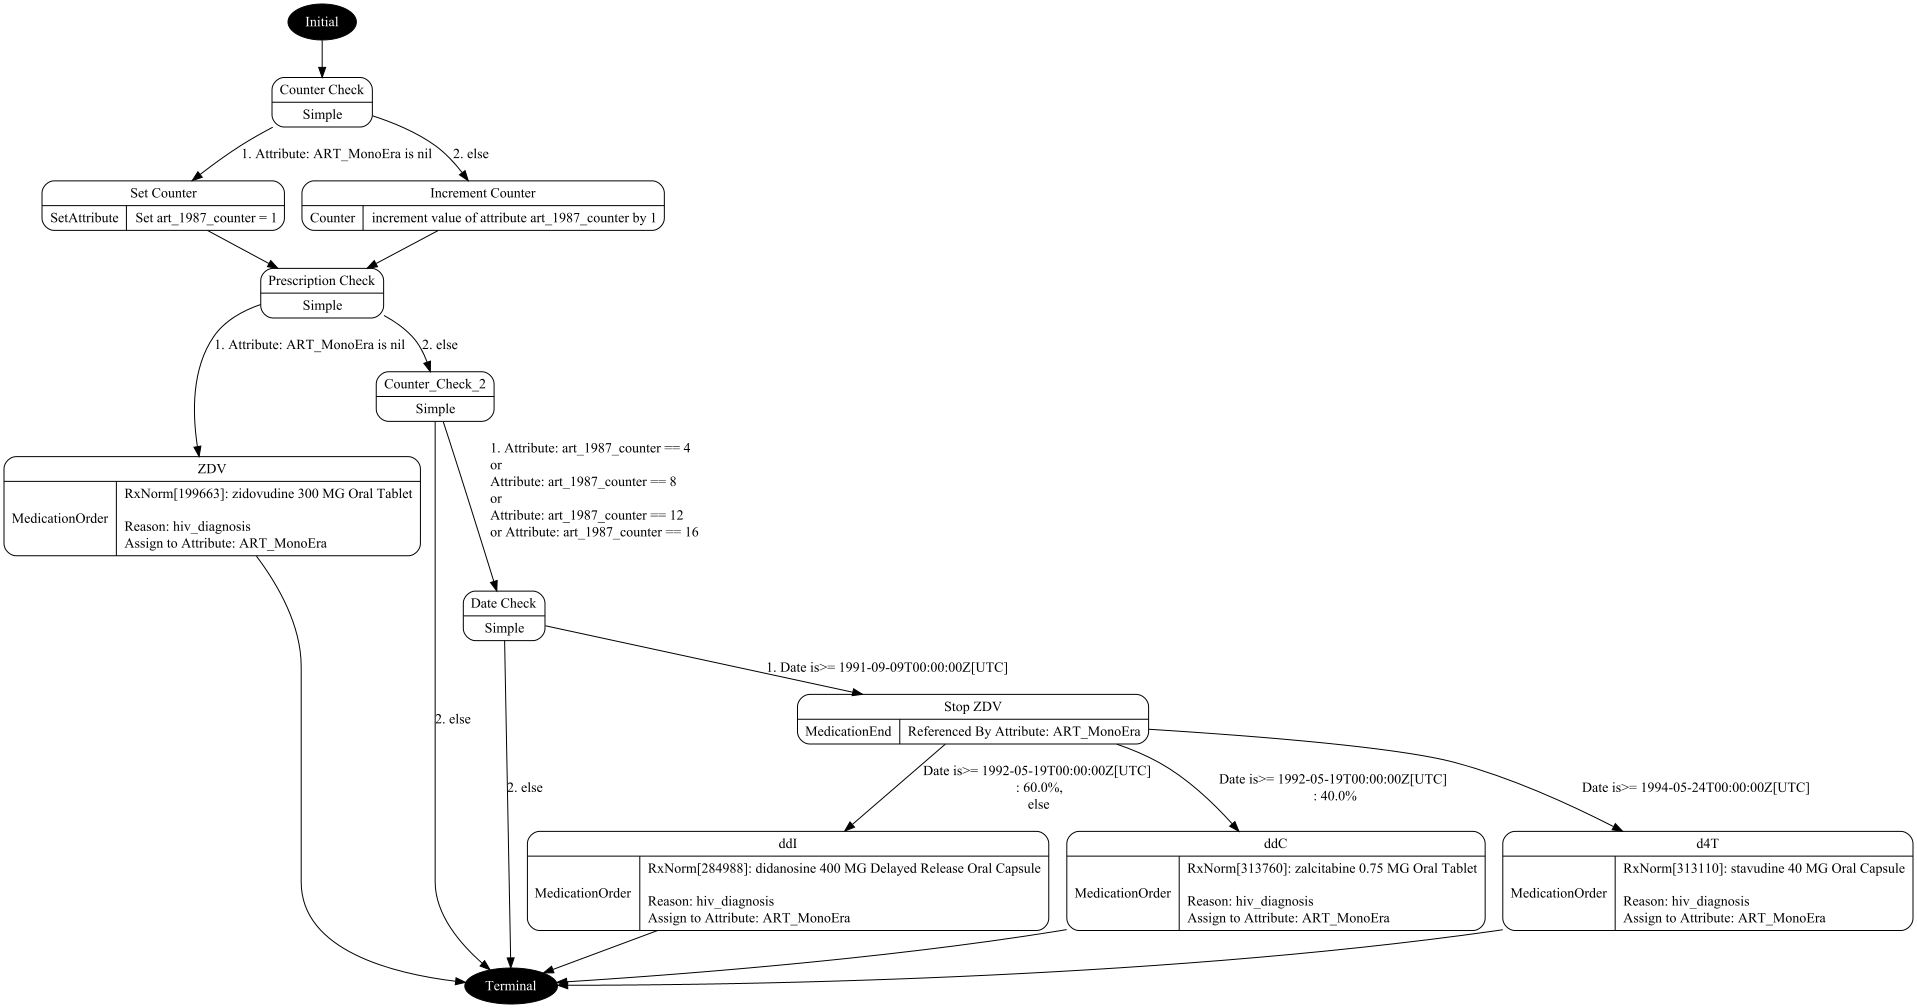 Initial
Counter Check
Simple
1. Attribute: ART_MonoEra is nil
2. else
Set Counter
SetAttribute
Set art_1987_counter = 1
Increment Counter
Counter
increment value of attribute art_1987_counter by 1
Prescription Check
Simple
1. Attribute: ART_MonoEra is nil
2. else
Counter_Check_2
Simple
1. Attribute: art_1987_counter == 4
or
Attribute: art_1987_counter == 8
or
Attribute: art_1987_counter == 12
or Attribute: art_1987_counter == 16
ZDV
MedicationOrder
RxNorm[199663]: zidovudine 300 MG Oral Tablet
Reason: hiv_diagnosis
Assign to Attribute: ART_MonoEra
Date Check
Simple
1. Date is>= 1991-09-09T00:00:00Z[UTC]
2. else
Stop ZDV
MedicationEnd
Referenced By Attribute: ART_MonoEra
2. else
Date is>= 1992-05-19T00:00:00Z[UTC]
: 60.0%,
else
Date is>= 1992-05-19T00:00:00Z[UTC]
: 40.0%
Date is>= 1994-05-24T00:00:00Z[UTC]
ddI
MedicationOrder
RxNorm[284988]: didanosine 400 MG Delayed Release Oral Capsule
Reason: hiv_diagnosis
Assign to Attribute: ART_MonoEra
ddC
MedicationOrder
RxNorm[313760]: zalcitabine 0.75 MG Oral Tablet
Reason: hiv_diagnosis
Assign to Attribute: ART_MonoEra
d4T
MedicationOrder
RxNorm[313110]: stavudine 40 MG Oral Capsule
Reason: hiv_diagnosis
Assign to Attribute: ART_MonoEra
Terminal